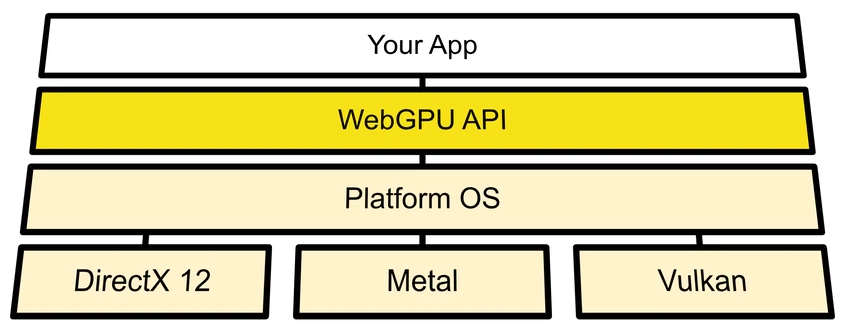 Your App
WebGPU API
Platform OS
DirectX 12
Metal
Vulkan